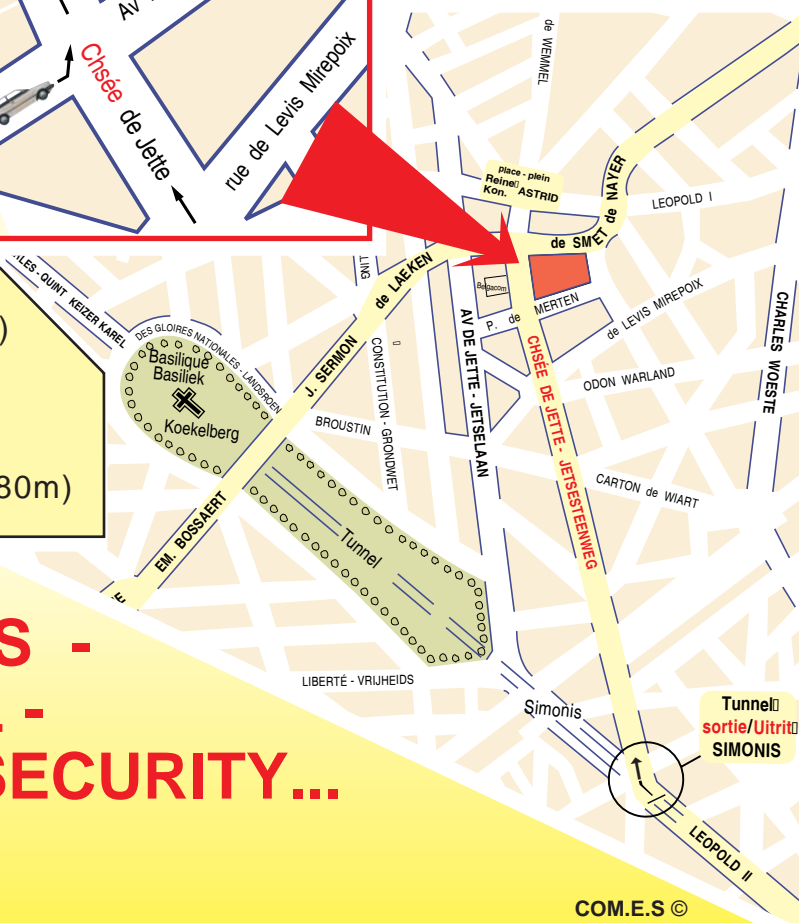 Av
Chsée de Jette
rue de Levis Mirepoix
de WEMMEL
place - plein
Reine
Kon. ASTRID
LEOPOLD I
de SMET de NAYER
de LAEKEN
Belgacom
P. de MERTEN
de LEVIS MIREPOIX
CHARLES WOESTE
QUINT KEIZER KAREL
DES GLOIRES NATIONALES - LANDSROEN
Basilique
Basiliek
Koekelberg
J. SERMON
CONSTITUTION - GRONDWET
AV DE JETTE - JETSELAAN
CHSÉE DE JETTE - JETSESTEENWEG
ODON WARLAND
BROUSTIN
CARTON de WIART
80m)
EM. BOSSAERT
Tunnel
S -
-
SECURITY...
LIBERTÉ - VRIJHEIDS
Simonis
Tunnel
sortie/Uitrit
SIMONIS
LEOPOLD II
COM.E.S ©